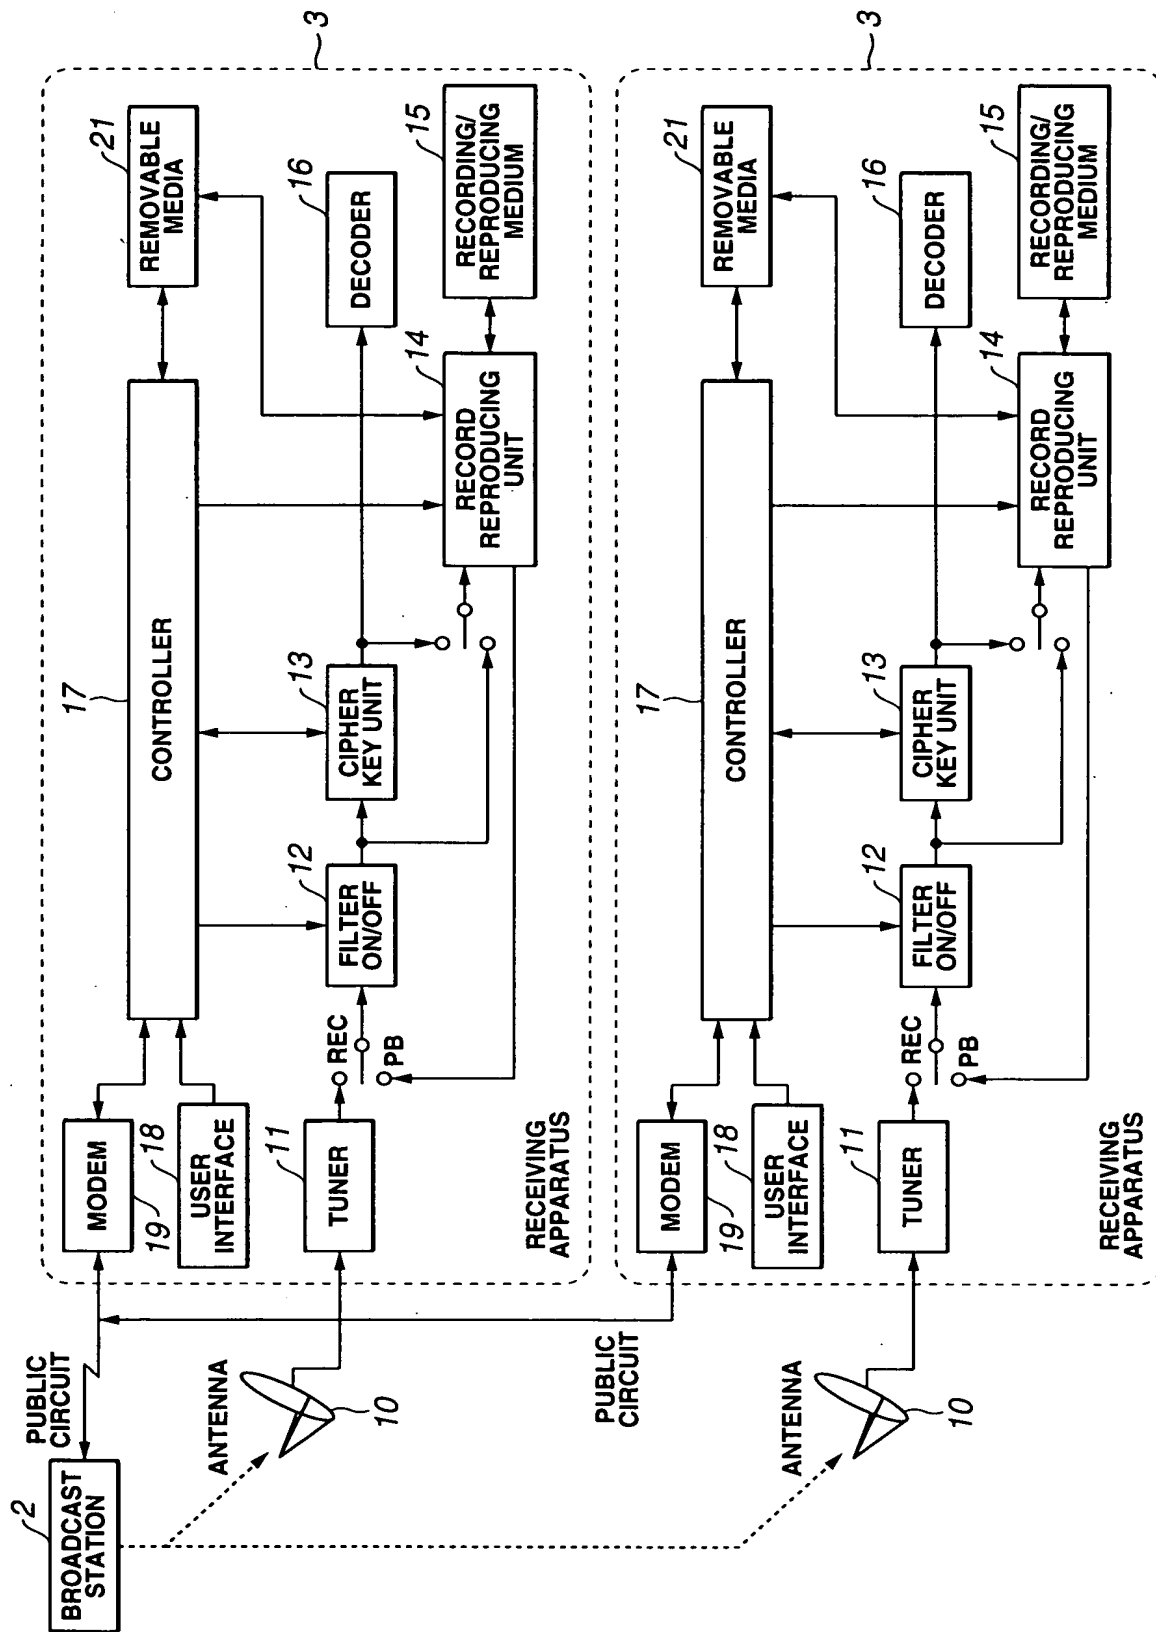 2
BROADCAST
STATION
PUBLIC
CIRCUIT
ANTENNA
10
3
MODEM
19
18
USER
INTERFACE
11
TUNER
REC
PB
17
CONTROLLER
12
FILTER
ON/OFF
13
CIPHER
KEY UNIT
14
RECORD
REPRODUCING
UNIT
21
REMOVABLE
MEDIA
16
DECODER
15
RECORDING/
REPRODUCING
MEDIUM
RECEIVING
APPARATUS
PUBLIC
CIRCUIT
ANTENNA
10
3
MODEM
19
18
USER
INTERFACE
11
TUNER
REC
PB
17
CONTROLLER
12
FILTER
ON/OFF
13
CIPHER
KEY UNIT
14
RECORD
REPRODUCING
UNIT
21
REMOVABLE
MEDIA
16
DECODER
15
RECORDING/
REPRODUCING
MEDIUM
RECEIVING
APPARATUS